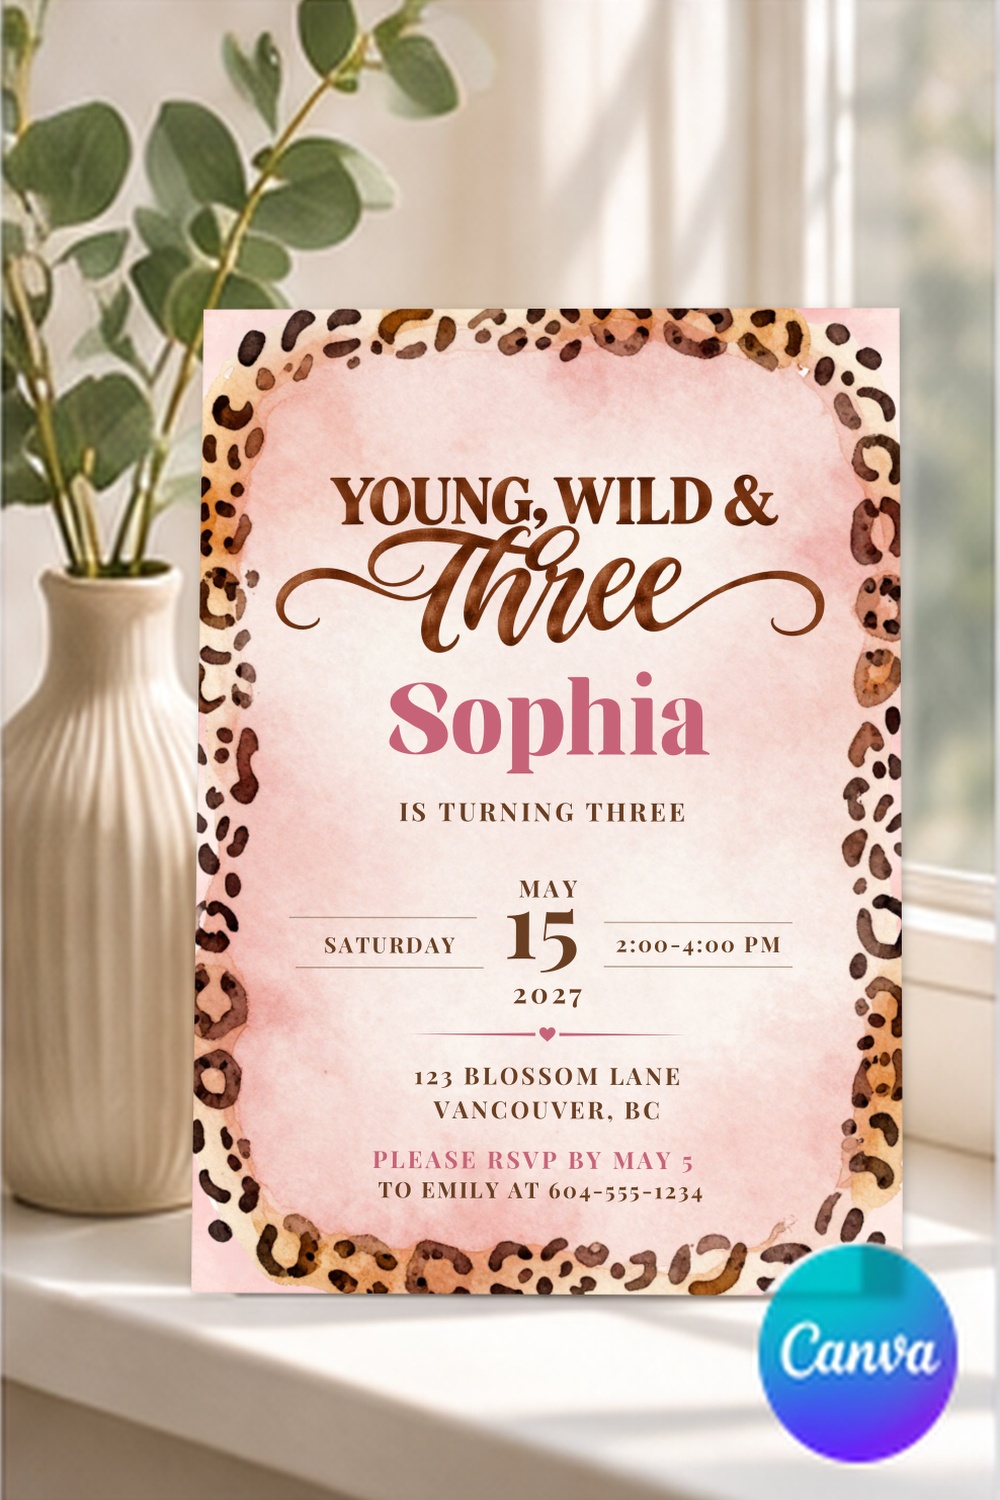 YOUNG, WILD &
Three
Sophia
IS TURNING THREE
MAY
SATURDAY 15 2:00-4:00 PM
2027
123 BLOSSOM LANE
VANCOUVER, BC
PLEASE RSVP BY MAY 5
TO EMILY AT 604-555-1234
Canva